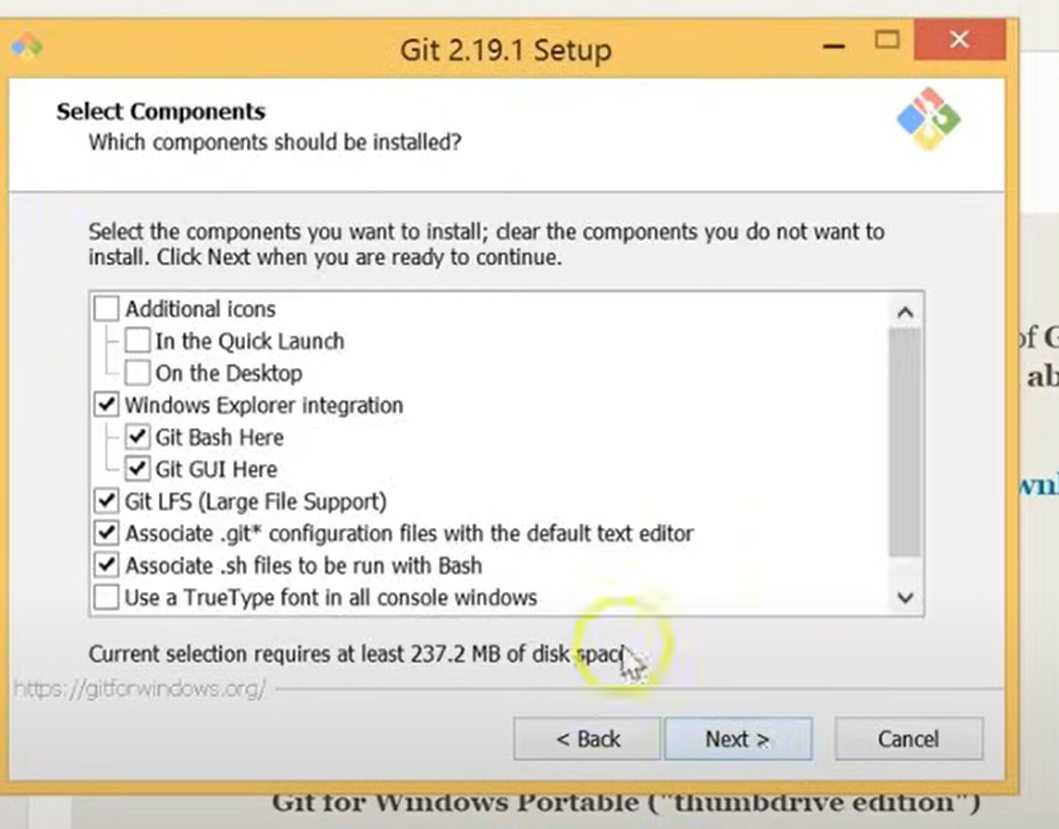 Git 2.19.1 Setup
Select Components
Which components should be installed?
Select the components you want to install; clear the components you do not want to
install. Click Next when you are ready to continue.
Additional icons
In the Quick Launch
On the Desktop
Windows Explorer integration
Git Bash Here
Git GUI Here
Git LFS (Large File Support)
Associate .git* configuration files with the default text editor
Associate .sh files to be run with Bash
Use a TrueType font in all console windows
Current selection requires at least 237.2 MB of disk
https://gitforwindows.org/
< Back
Next >
Cancel
of G
Git for Windows Portable ("thumbdrive edition")